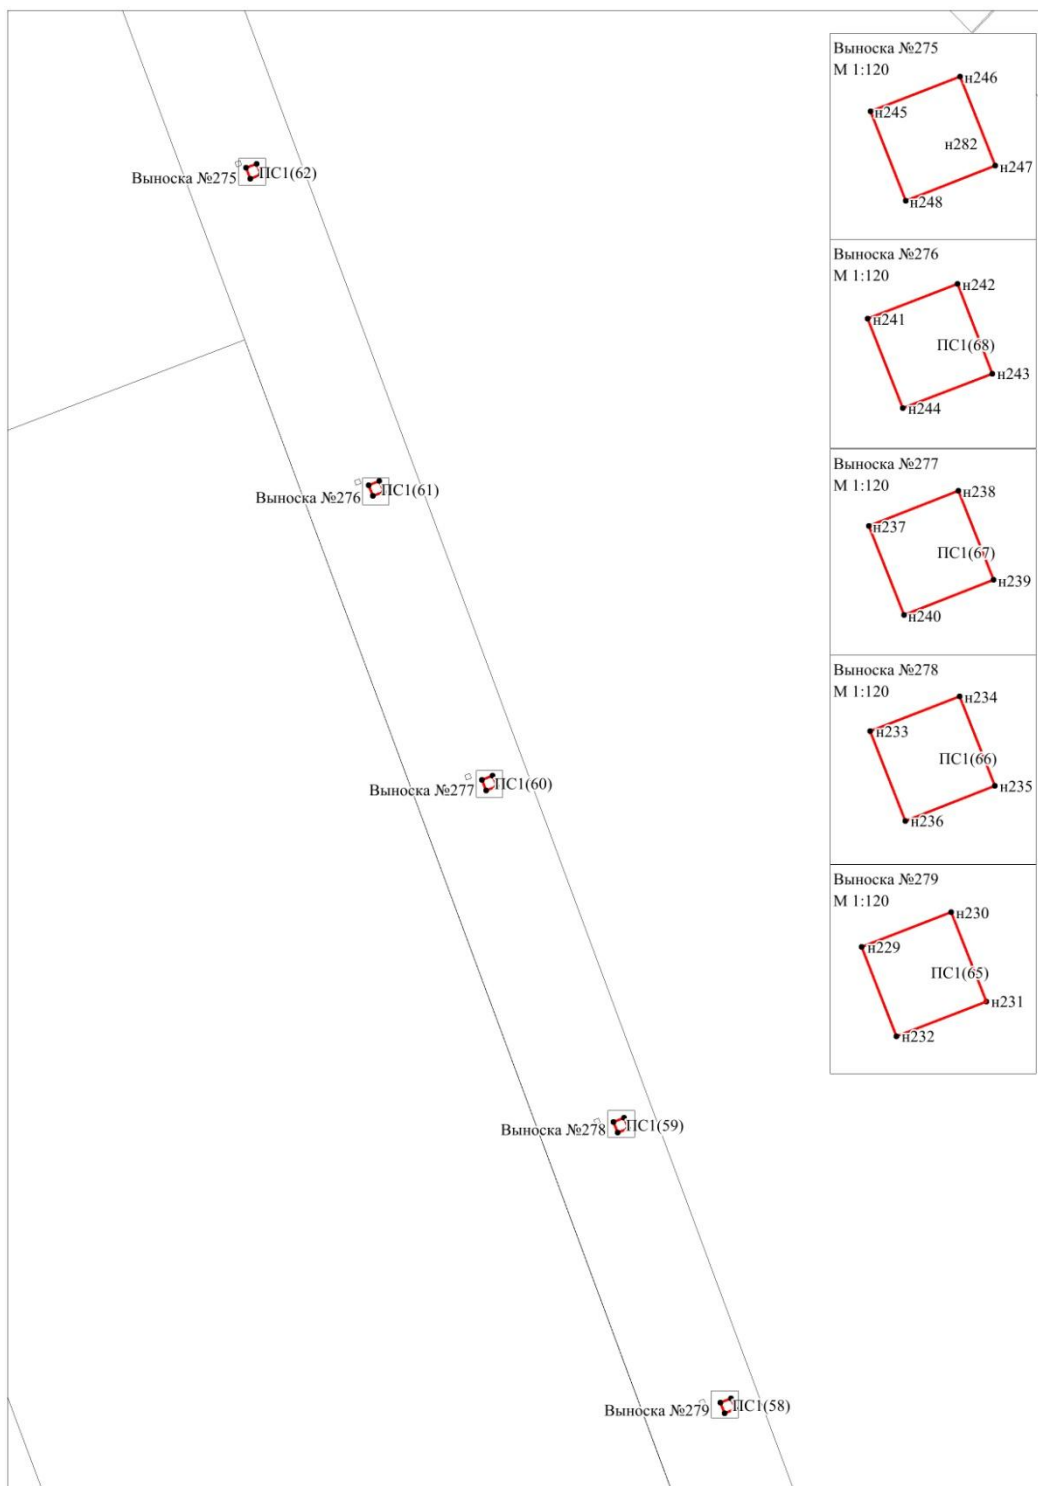 Выноска №275
М 1:120
н246
н245
н282
н247
н248
Выноска №275
ПС1(62)
Выноска №276
М 1:120
н242
н241
ПС1(68)
н243
н244
Выноска №276
ПС1(61)
Выноска №277
М 1:120
н238
н237
ПС1(67)
н239
н240
Выноска №277
ПС1(60)
Выноска №278
М 1:120
н234
н233
ПС1(66)
н235
н236
Выноска №279
М 1:120
н230
н229
ПС1(65)
н231
н232
Выноска №278
ПС1(59)
Выноска №279
ПС1(58)